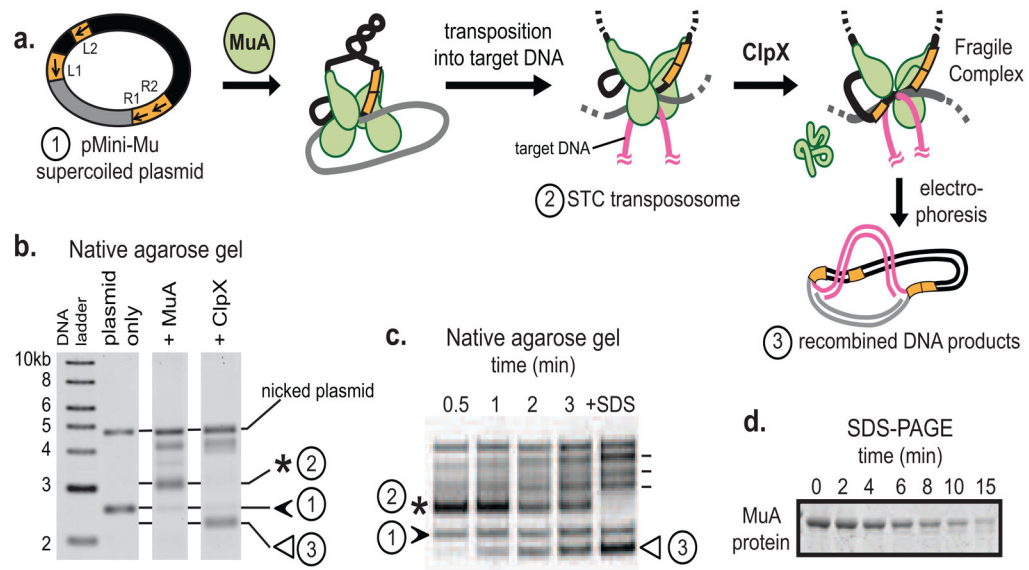 a.
L2
L1
R2
R1
1 pMini-Mu
supercoiled plasmid
MuA
transposition
into target DNA
target DNA
2 STC transpososome
ClpX
Fragile
Complex
electro-
phoresis
3 recombined DNA products
b.
Native agarose gel
DNA
ladder
plasmid
only
+ MuA
+ ClpX
10kb
8
6
5
4
3
2
nicked plasmid
* 2
1
3
c.
Native agarose gel
time (min)
0.5 1 2 3 +SDS
2 *
1
3
d.
SDS-PAGE
time (min)
0 2 4 6 8 10 15
MuA
protein